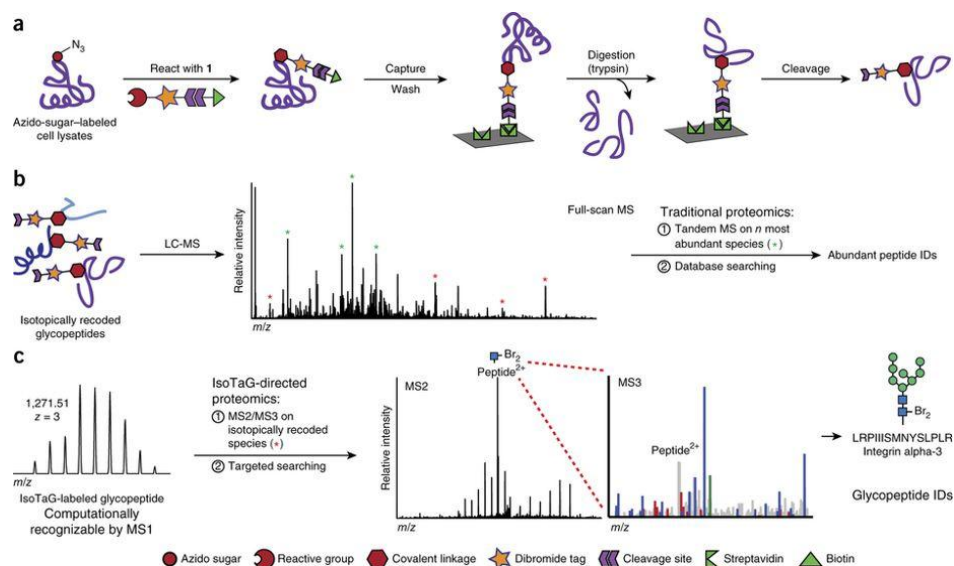 a
N3
Azido-sugar–labeled
cell lysates
React with 1
Capture
Wash
Digestion
(trypsin)
Cleavage
b
Isotopically recoded
glycopeptides
LC-MS
Relative intensity
m/z
Full-scan MS
Traditional proteomics:
① Tandem MS on n most
abundant species (*)
② Database searching
Abundant peptide IDs
c
1,271.51
z = 3
m/z
IsoTaG-labeled glycopeptide
Computationally
recognizable by MS1
IsoTaG-directed
proteomics:
① MS2/MS3 on
isotopically recoded
species (*)
② Targeted searching
MS2
Br2
Peptide2+
Relative intensity
m/z
MS3
Peptide2+
m/z
Br2
LRPIIISMNYSLPLR
Integrin alpha-3
Glycopeptide IDs
Azido sugar Reactive group Covalent linkage Dibromide tag Cleavage site Streptavidin Biotin